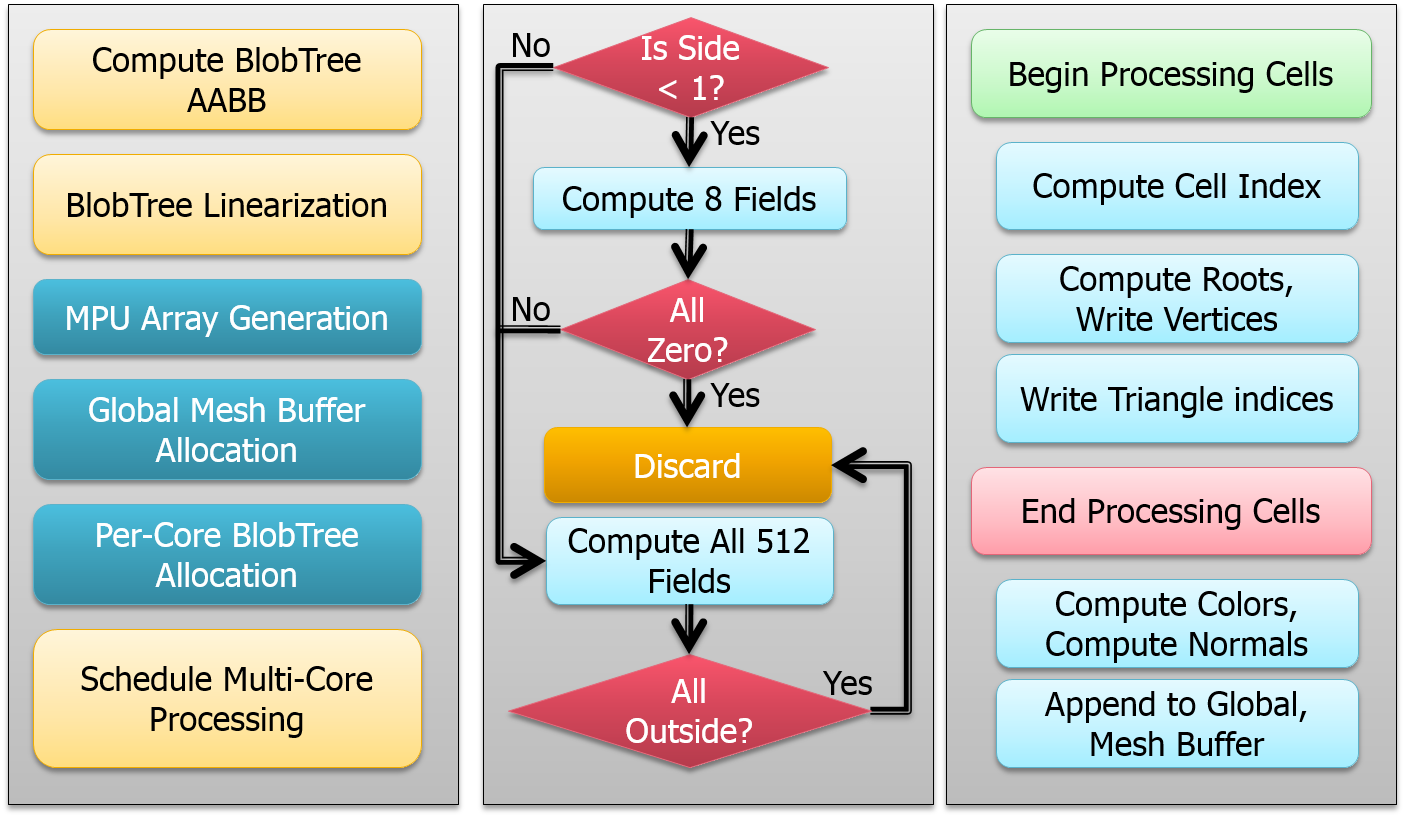 Compute BlobTree
AABB
BlobTree Linearization
MPU Array Generation
Global Mesh Buffer
Allocation
Per-Core BlobTree
Allocation
Schedule Multi-Core
Processing
No
Is Side
< 1?
Yes
Compute 8 Fields
No
All
Zero?
Yes
Discard
Compute All 512
Fields
All
Outside?
Yes
Begin Processing Cells
Compute Cell Index
Compute Roots,
Write Vertices
Write Triangle indices
End Processing Cells
Compute Colors,
Compute Normals
Append to Global,
Mesh Buffer